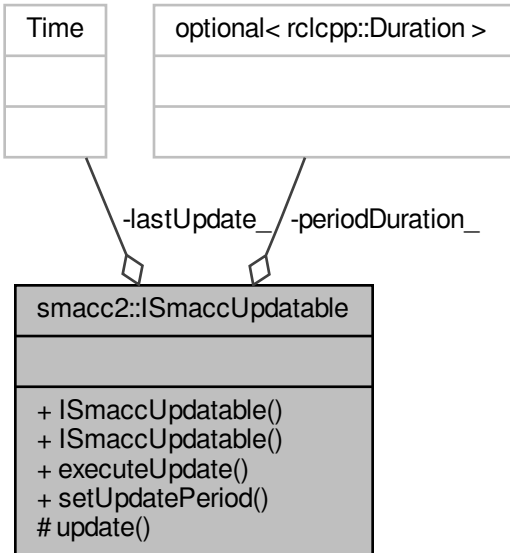 Time
optional< rclcpp::Duration >
-lastUpdate_
-periodDuration_
smacc2::ISmaccUpdatable
+ ISmaccUpdatable()
+ ISmaccUpdatable()
+ executeUpdate()
+ setUpdatePeriod()
# update()